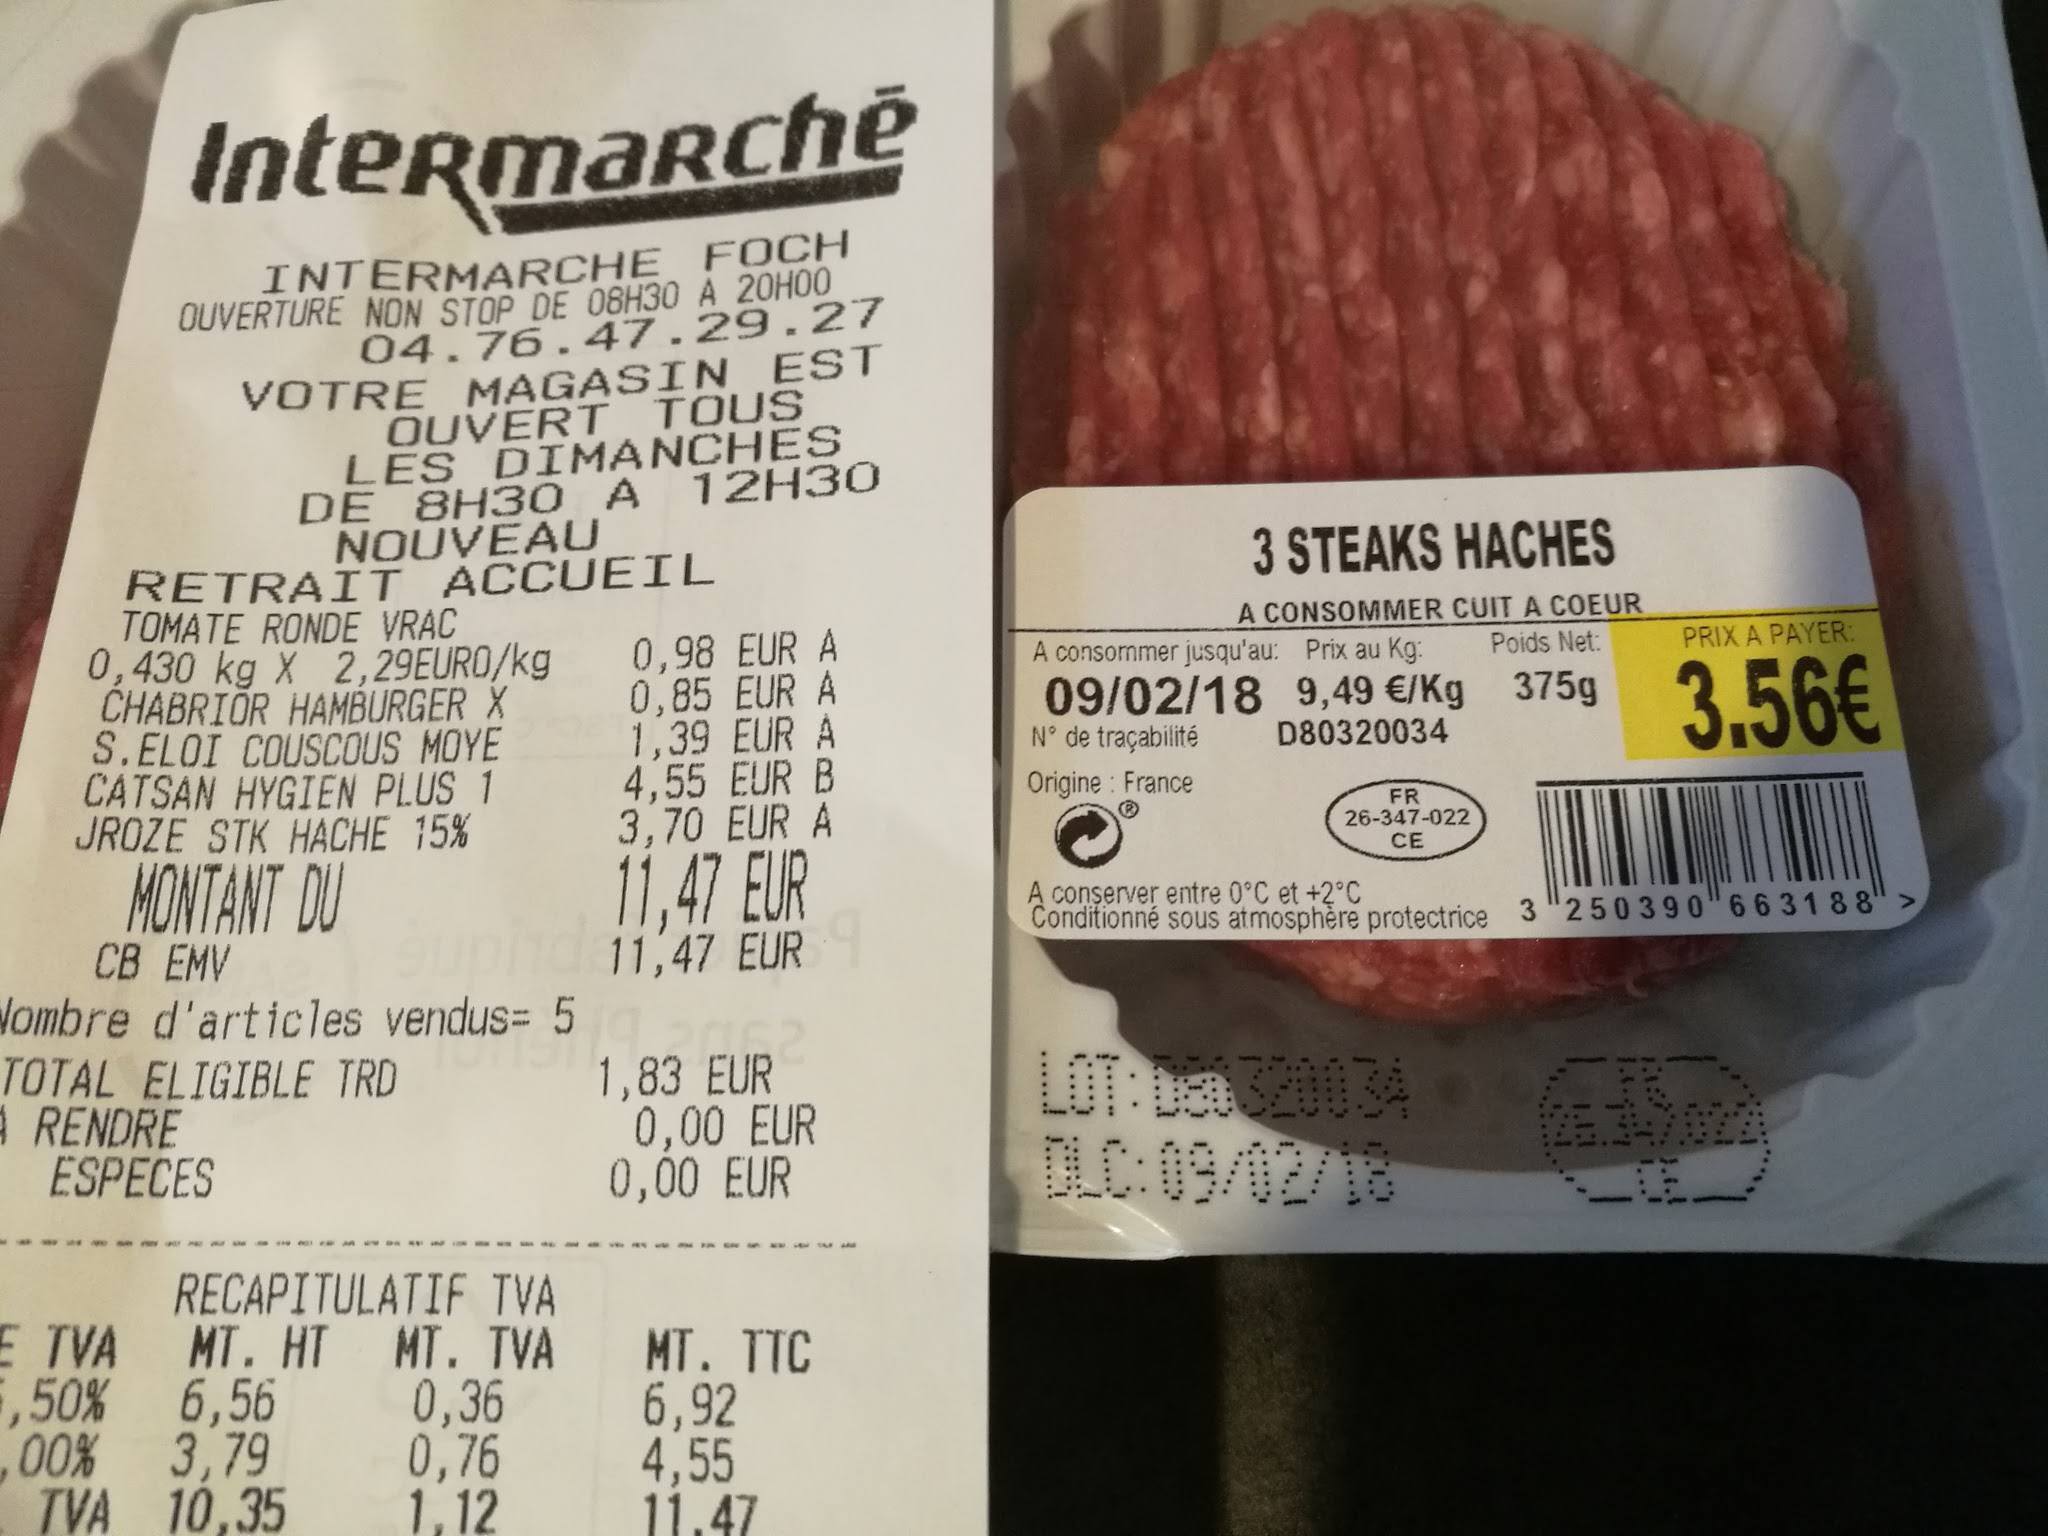 Intermarché
INTERMARCHE FOCH
OUVERTURE NON STOP DE 08H30 A 20H00
04.76.47.29.27
VOTRE MAGASIN EST
OUVERT TOUS
LES DIMANCHES
DE 8H30 A 12H30
NOUVEAU
RETRAIT ACCUEIL
TOMATE RONDE VRAC
0,430 kg X 2,29EURO/kg 0,98 EUR A
CHABRIOR HAMBURGER X 0,85 EUR A
S.ELOI COUSCOUS MOYE 1,39 EUR A
CATSAN HYGIEN PLUS 1 4,55 EUR B
JROZE STK HACHE 15% 3,70 EUR A
MONTANT DU 11,47 EUR
CB EMV 11,47 EUR
Nombre d'articles vendus= 5
TOTAL ELIGIBLE TRD 1,83 EUR
A RENDRE 0,00 EUR
ESPECES 0,00 EUR
RECAPITULATIF TVA
E TVA MT. HT MT. TVA MT. TTC
,50% 6,56 0,36 6,92
,00% 3,79 0,76 4,55
TVA 10,35 1,12 11,47
3 STEAKS HACHES
A CONSOMMER CUIT A COEUR
A consommer jusqu'au: Prix au Kg: Poids Net: PRIX A PAYER:
09/02/18 9,49 €/Kg 375g 3.56€
N° de traçabilité D80320034
Origine : France
FR
26-347-022
CE
®
A conserver entre 0°C et +2°C
Conditionné sous atmosphère protectrice
3 250390 663188 >
LOT:D80320034
DLC:09/02/18
FR
26.347.022
CE